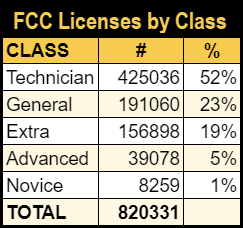 FCC Licenses by Class
CLASS # %
Technician 425036 52%
General 191060 23%
Extra 156898 19%
Advanced 39078 5%
Novice 8259 1%
TOTAL 820331